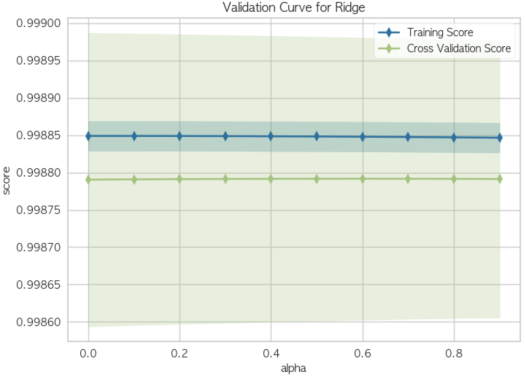 Validation Curve for Ridge
Training Score
Cross Validation Score
0.99900
0.99895
0.99890
0.99885
0.99880
0.99875
0.99870
0.99865
0.99860
score
0.0 0.2 0.4 0.6 0.8
alpha